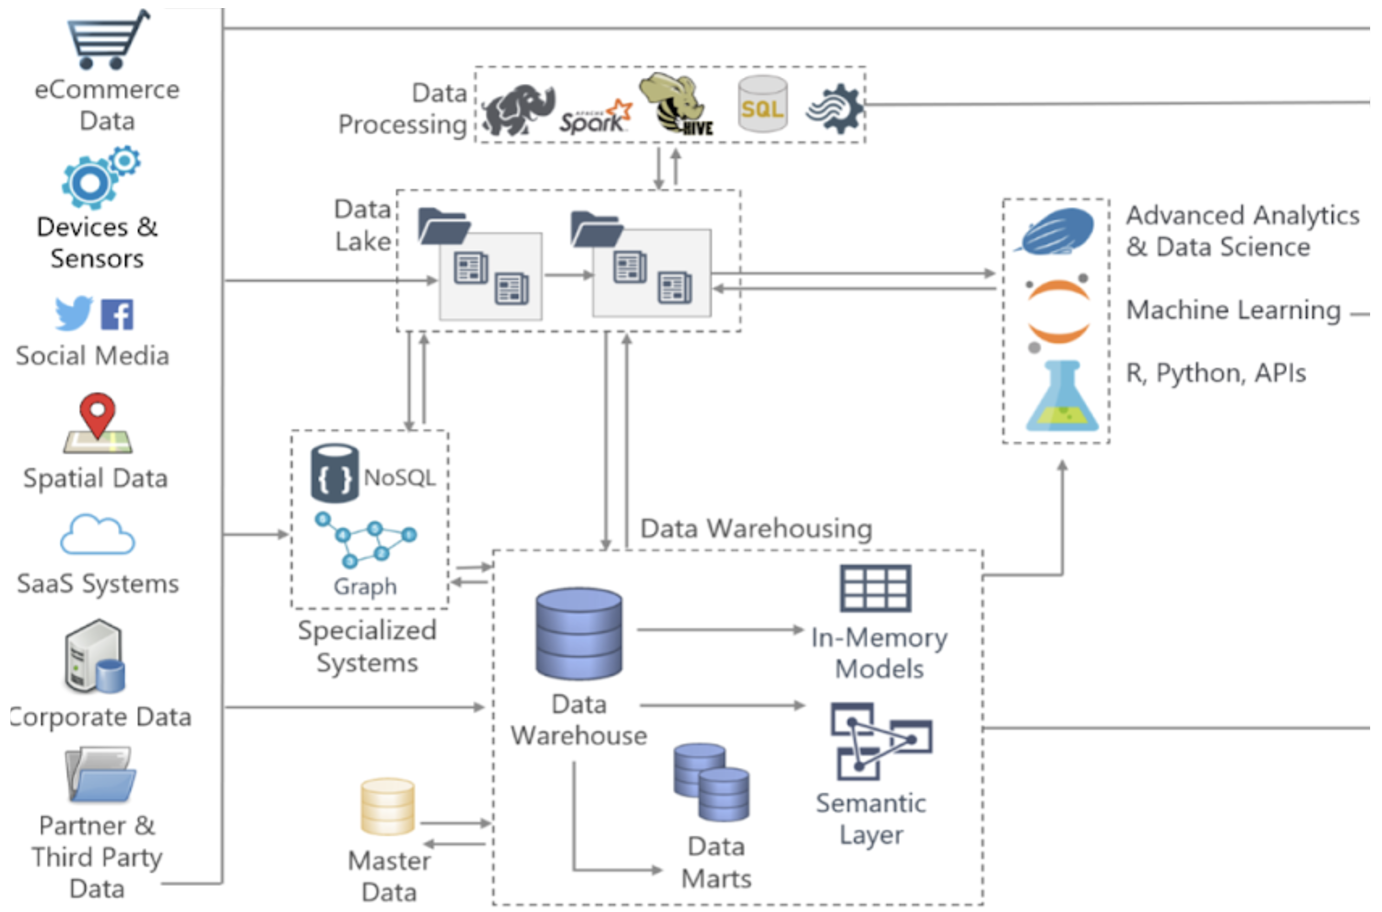 eCommerce
Data
Devices &
Sensors
Social Media
Spatial Data
SaaS Systems
Corporate Data
Partner &
Third Party
Data
Data
Processing
APACHE
Spark
HIVE
SQL
Data
Lake
NoSQL
{ }
Graph
Specialized
Systems
Master
Data
Data Warehousing
Data
Warehouse
In-Memory
Models
Semantic
Layer
Data
Marts
Advanced Analytics
& Data Science
Machine Learning
R, Python, APIs